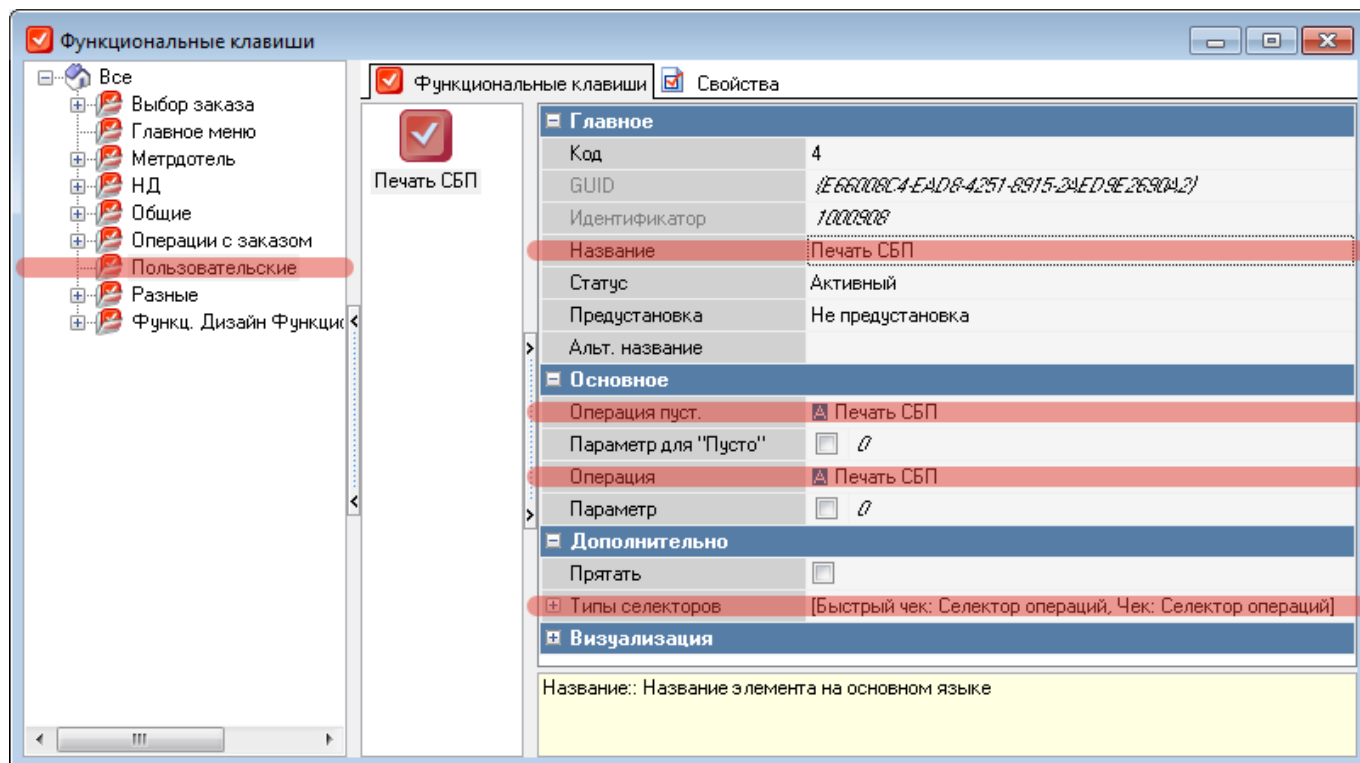 Функциональные клавиши
Все
Выбор заказа
Главное меню
Метрдотель
НД
Общие
Операции с заказом
Пользовательские
Разные
Функц. Дизайн Функцио
Функциональные клавиши Свойства
Печать СБП
Главное
Код 4
GUID {E66008C4-EAD8-4251-8915-2AED9E2690A2}
Идентификатор 1000908
Название Печать СБП
Статус Активный
Предустановка Не предустановка
Альт. название
Основное
Операция пуст. Печать СБП
Параметр для "Пусто" 0
Операция Печать СБП
Параметр 0
Дополнительно
Прятать
Типы селекторов [Быстрый чек: Селектор операций, Чек: Селектор операций]
Визуализация
Название:: Название элемента на основном языке